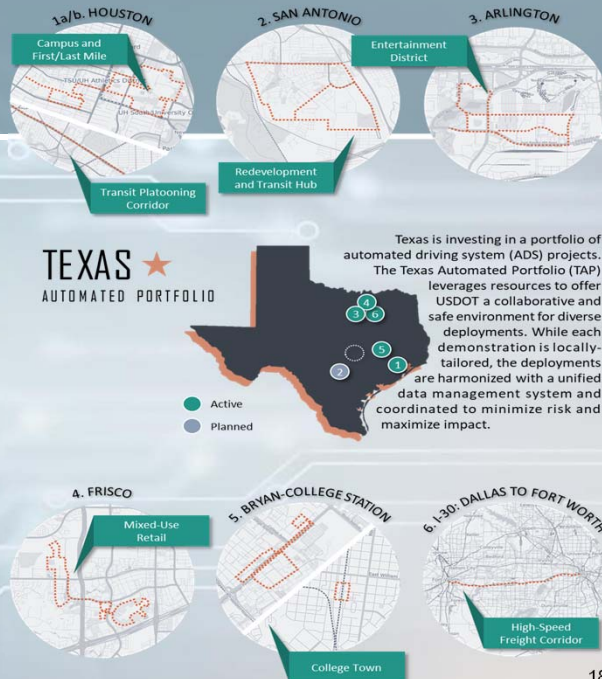 1a/b. HOUSTON
2. SAN ANTONIO
3. ARLINGTON
Campus and
First/Last Mile
Entertainment
District
Transit Platooning
Corridor
Redevelopment
and Transit Hub
TEXAS
AUTOMATED PORTFOLIO
Texas is investing in a portfolio of
automated driving system (ADS) projects.
The Texas Automated Portfolio (TAP)
leverages resources to offer
USDOT a collaborative and
safe environment for diverse
deployments. While each
demonstration is locally-
tailored, the deployments
are harmonized with a unified
data management system and
coordinated to minimize risk and
maximize impact.
4
3
6
5
1
2
Active
Planned
4. FRISCO
5. BRYAN-COLLEGE STATION
6. I-30: DALLAS TO FORT WORTH
Mixed-Use
Retail
High-Speed
Freight Corridor
College Town
18